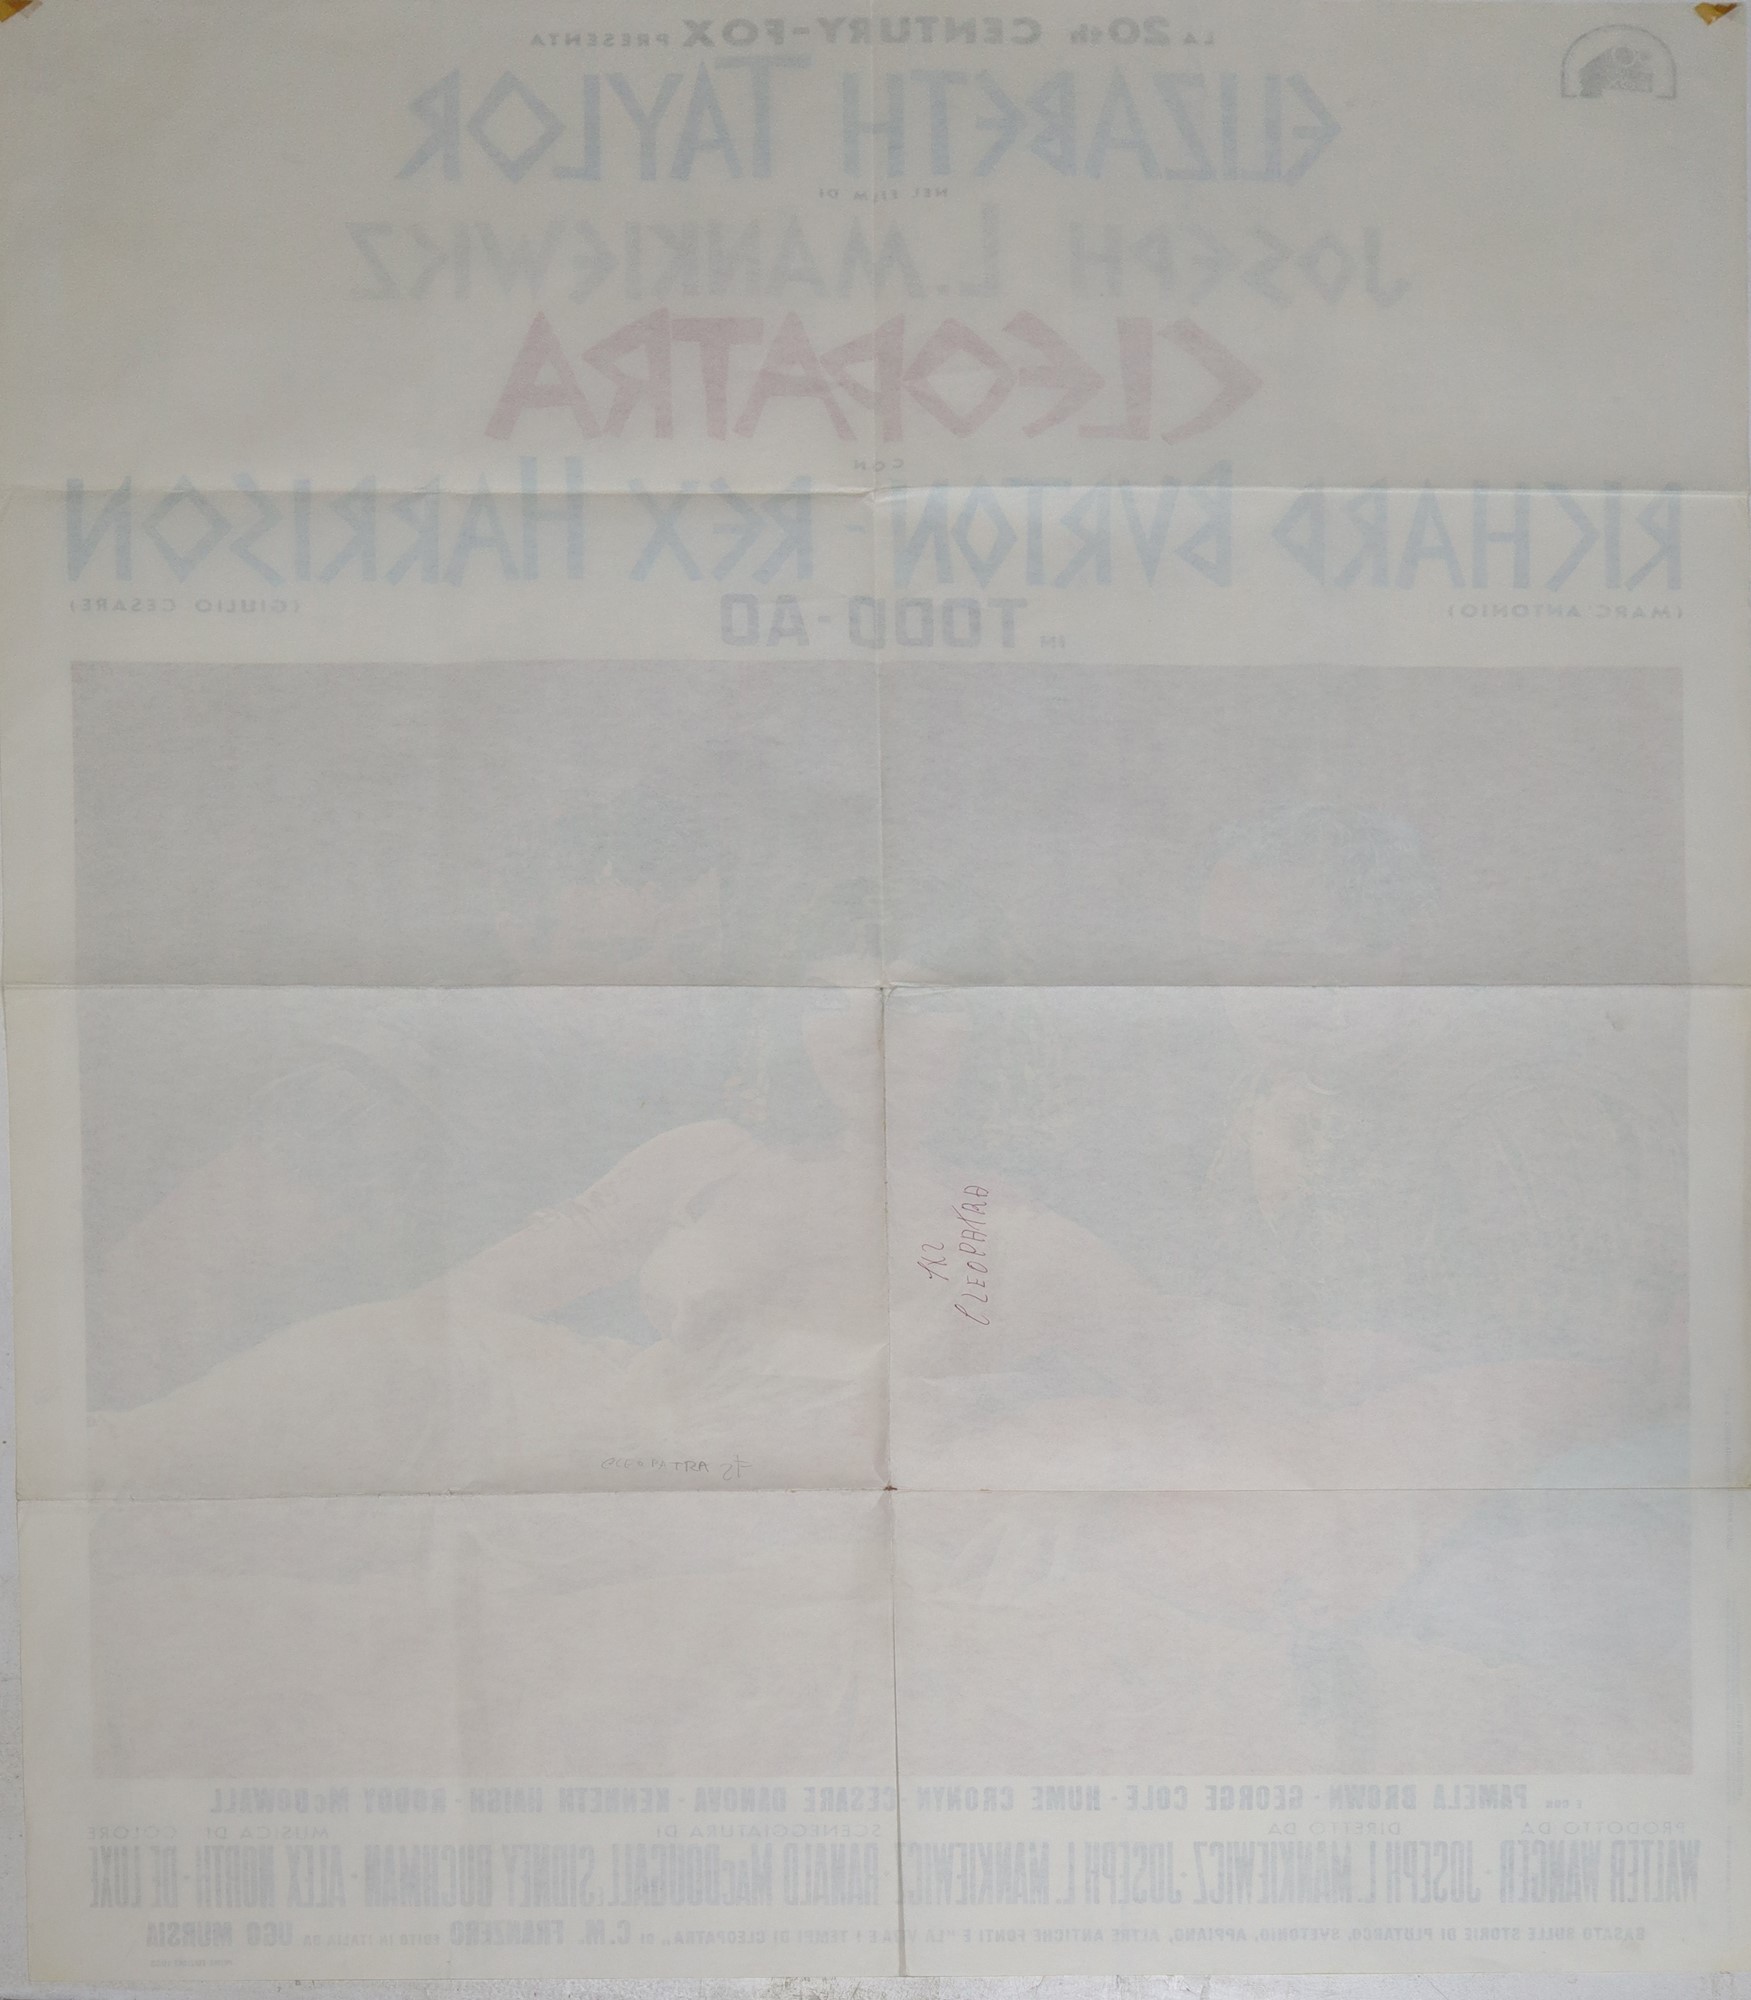 LA 20th CENTURY-FOX PRESENTA
ELIZABETH TAYLOR
NEL FILM DI
JOSEPH L. MANKIEWICZ
CLEOPATRA
CON
RICHARD BVRTON - REX HARRISON
(MARC ANTONIO) (GIULIO CESARE)
IN TODD-AO
1X2
CLEOPATRA
CLEOPATRA 2F
E CON PAMELA BROWN · GEORGE COLE · HUME CRONYN · CESARE DANOVA · KENNETH HAIGH · RODDY McDOWALL
PRODOTTO DA DIRETTO DA SCENEGGIATURA DI MUSICA DI COLORE
WALTER WANGER · JOSEPH L. MANKIEWICZ · JOSEPH L. MANKIEWICZ · RANALD MacDOUGALL SIDNEY BUCHMAN · ALEX NORTH · DE LUXE
BASATO SULLE STORIE DI PLUTARCO, SVETONIO, APPIANO, ALTRE ANTICHE FONTI E "LA VITA E I TEMPI DI CLEOPATRA" DI C.M. FRANZERO EDITO IN ITALIA DA UGO MURSIA